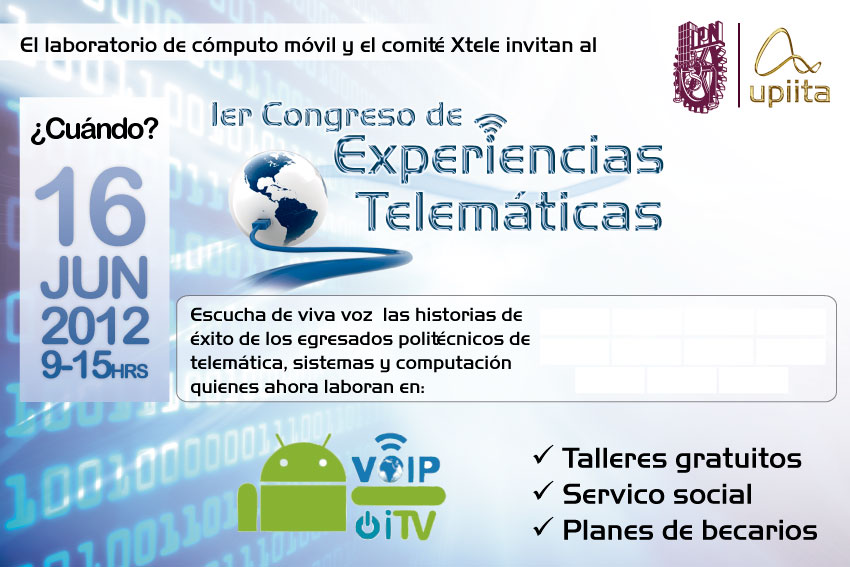 El laboratorio de cómputo móvil y el comité Xtele invitan al
IPN
upiita
¿Cuándo?
16
JUN
2012
9-15HRS
1er Congreso de
Experiencias
Telemáticas
Escucha de viva voz las historias de
éxito de los egresados politécnicos de
telemática, sistemas y computación
quienes ahora laboran en:
VOIP
iTV
✓ Talleres gratuitos
✓ Servico social
✓ Planes de becarios